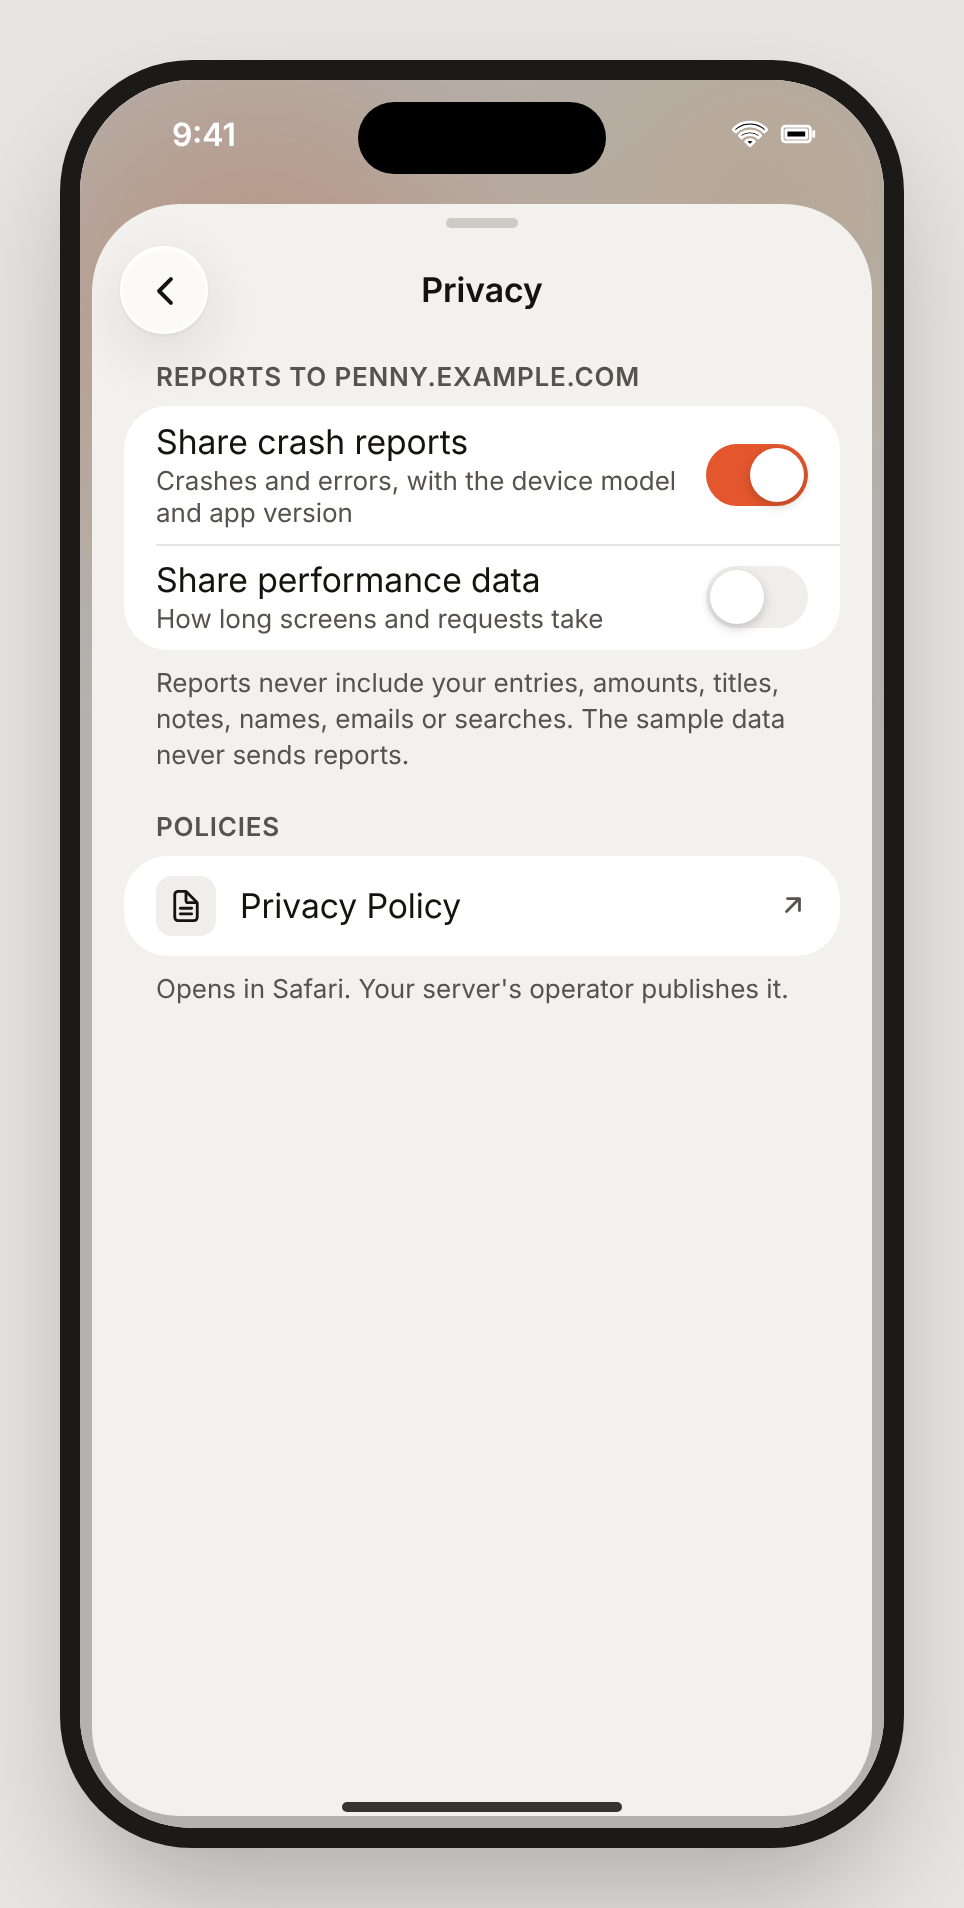 9:41
Privacy
REPORTS TO PENNY.EXAMPLE.COM
Share crash reports
Crashes and errors, with the device model
and app version
Share performance data
How long screens and requests take
Reports never include your entries, amounts, titles,
notes, names, emails or searches. The sample data
never sends reports.
POLICIES
Privacy Policy
Opens in Safari. Your server's operator publishes it.